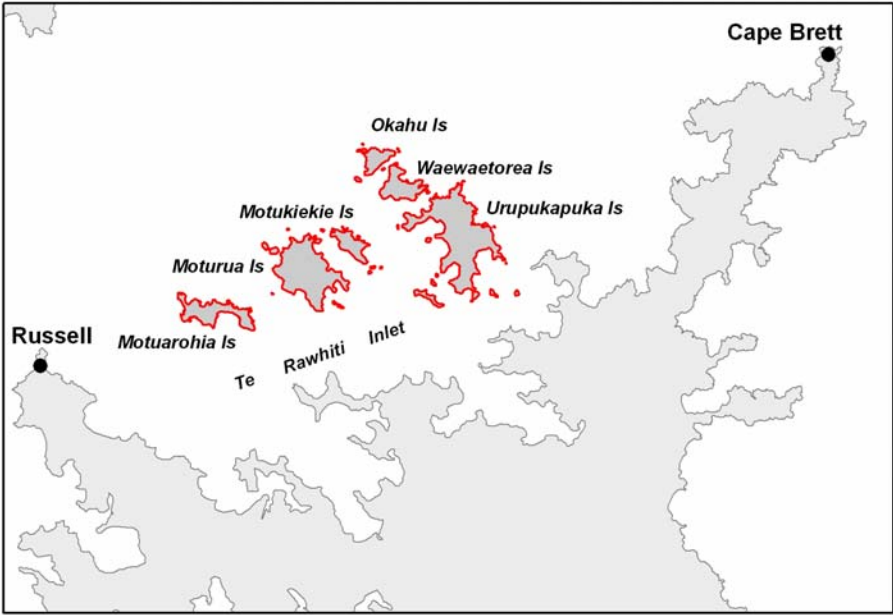 Cape Brett
Okahu Is
Waewaetorea Is
Motukiekie Is
Urupukapuka Is
Moturua Is
Russell
Motuarohia Is
Te Rawhiti Inlet